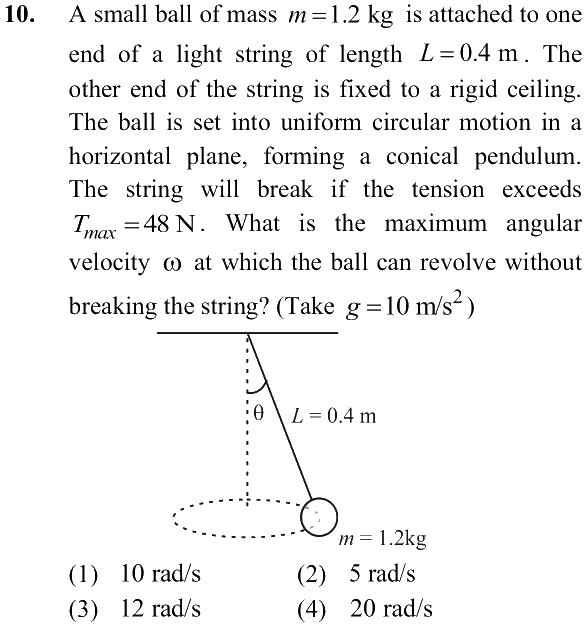 10. A small ball of mass m=1.2 kg is attached to one
end of a light string of length L=0.4 m. The
other end of the string is fixed to a rigid ceiling.
The ball is set into uniform circular motion in a
horizontal plane, forming a conical pendulum.
The string will break if the tension exceeds
T_max=48 N. What is the maximum angular
velocity ω at which the ball can revolve without
breaking the string? (Take g=10 m/s²)
θ L = 0.4 m
m = 1.2kg
(1) 10 rad/s (2) 5 rad/s
(3) 12 rad/s (4) 20 rad/s